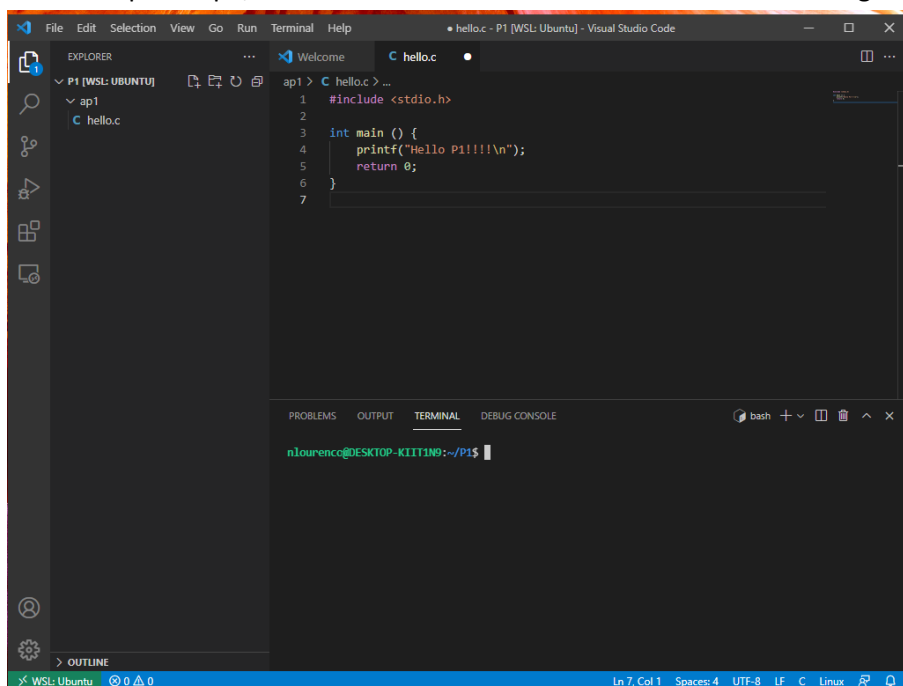 File Edit Selection View Go Run Terminal Help ● hello.c - P1 [WSL: Ubuntu] - Visual Studio Code
EXPLORER
P1 [WSL: UBUNTU]
ap1
C hello.c
OUTLINE
Welcome C hello.c ●
ap1 > C hello.c > ...
1 #include <stdio.h>
2
3 int main () {
4 printf("Hello P1!!!!\n");
5 return 0;
6 }
7
PROBLEMS OUTPUT TERMINAL DEBUG CONSOLE bash
nlourenco@DESKTOP-KIIT1N9:~/P1$
1
WSL: Ubuntu 0 0 Ln 7, Col 1 Spaces: 4 UTF-8 LF C Linux